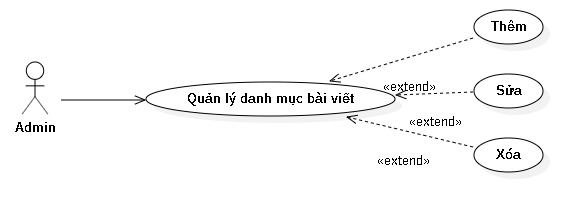 Thêm
«extend»
Admin
Quản lý danh mục bài viết
Sửa
«extend»
«extend»
Xóa